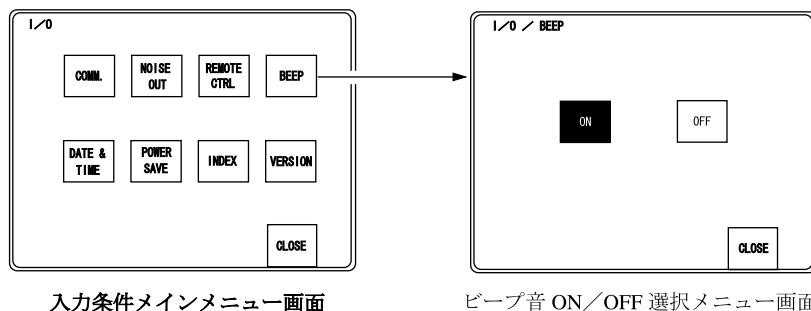 I／O
COMM.
NOISE
OUT
REMOTE
CTRL
BEEP
DATE &
TIME
POWER
SAVE
INDEX
VERSION
CLOSE
入力条件メインメニュー画面
I／O ／ BEEP
ON
OFF
CLOSE
ビープ音 ON／OFF 選択メニュー画面